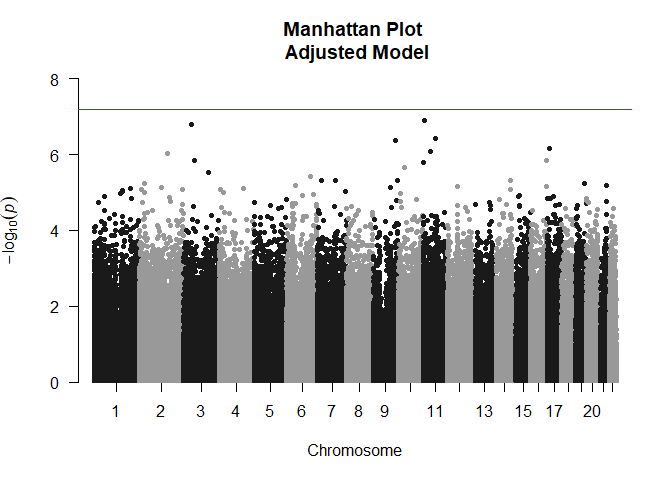 Manhattan Plot
Adjusted Model
8
6
4
2
0
−log10(p)
1 2 3 4 5 6 7 8 9 11 13 15 17 20
Chromosome